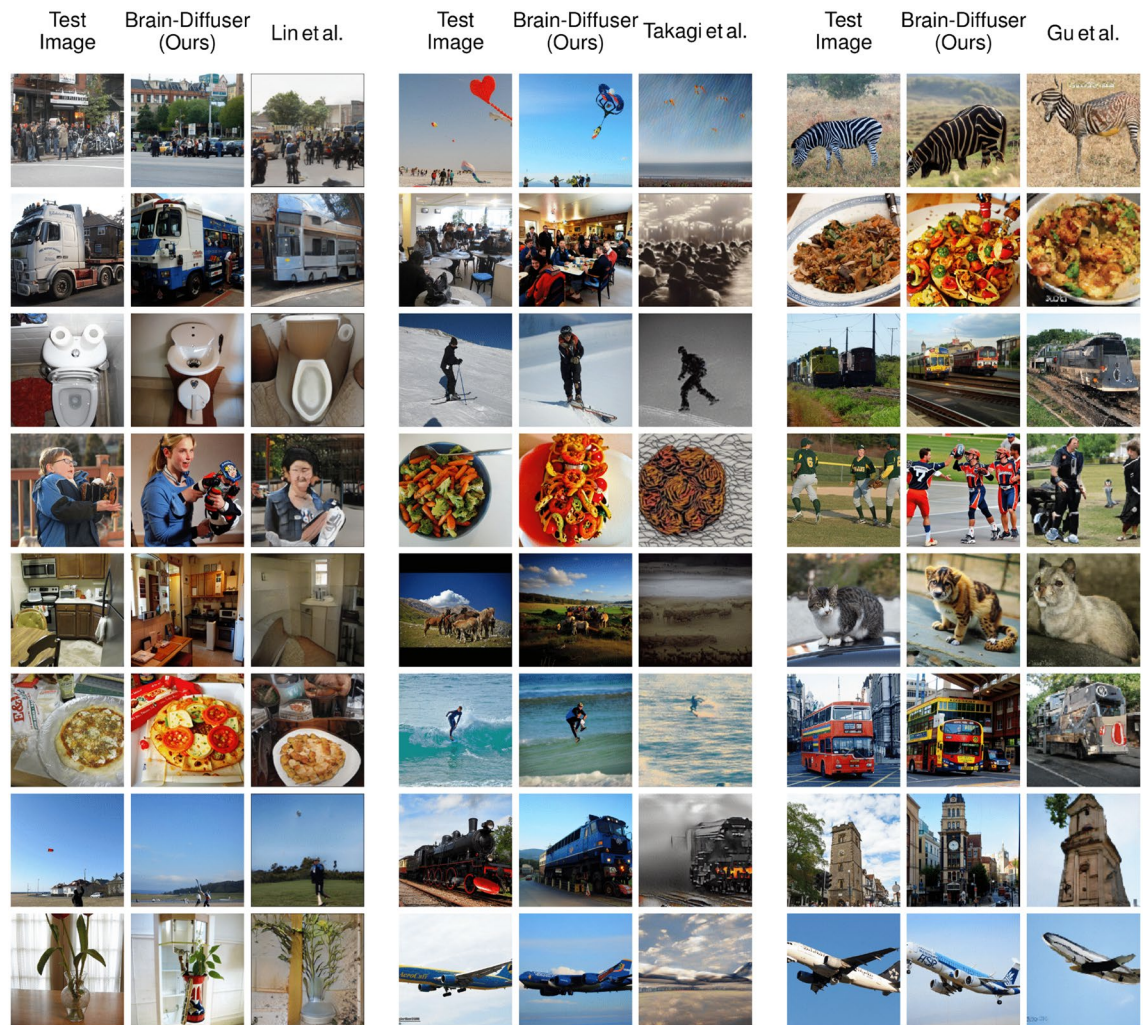 Test
Image
Brain-Diffuser
(Ours)
Lin et al.
Test
Image
Brain-Diffuser
(Ours)
Takagi et al.
Test
Image
Brain-Diffuser
(Ours)
Gu et al.